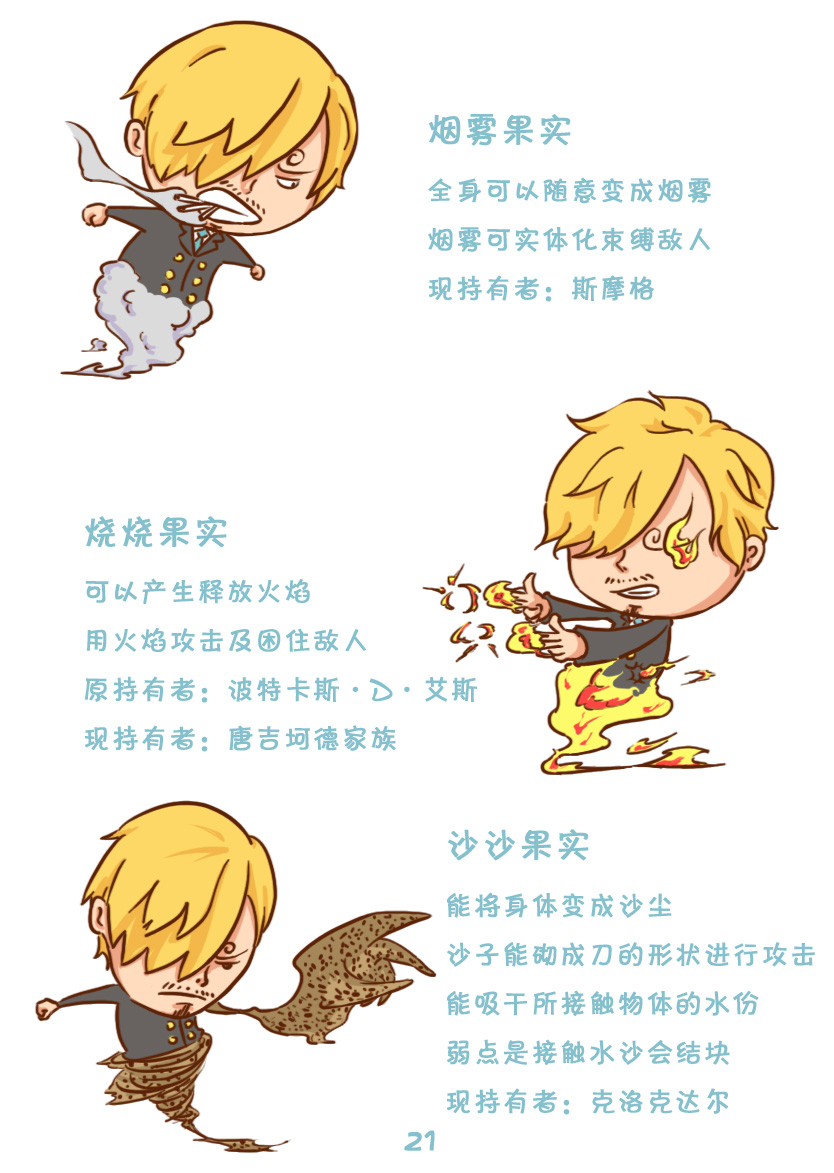 烟雾果实
全身可以随意变成烟雾
烟雾可实体化束缚敌人
现持有者：斯摩格
烧烧果实
可以产生释放火焰
用火焰攻击及困住敌人
原持有者：波特卡斯·D·艾斯
现持有者：唐吉坷德家族
沙沙果实
能将身体变成沙尘
沙子能砌成刀的形状进行攻击
能吸干所接触物体的水份
弱点是接触水沙会结块
现持有者：克洛克达尔
21